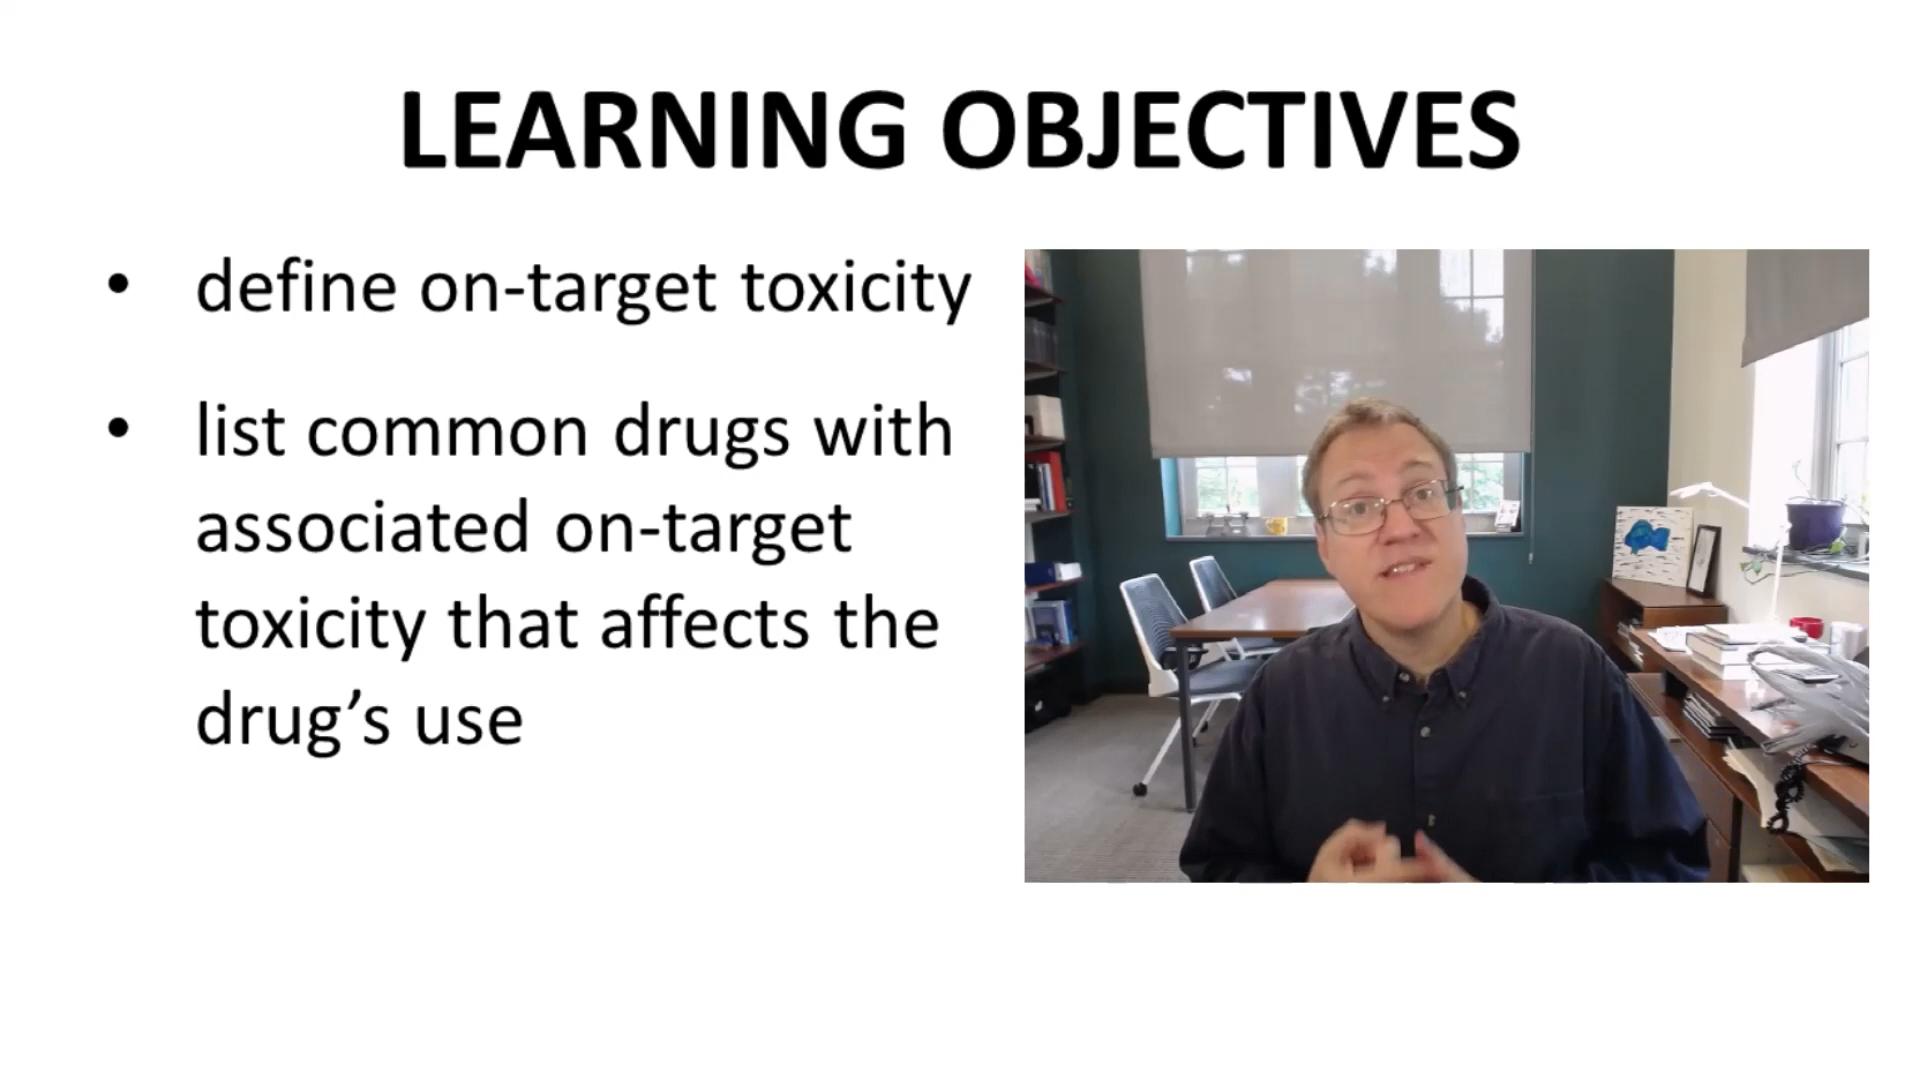 LEARNING OBJECTIVES
• define on-target toxicity
• list common drugs with
associated on-target
toxicity that affects the
drug’s use